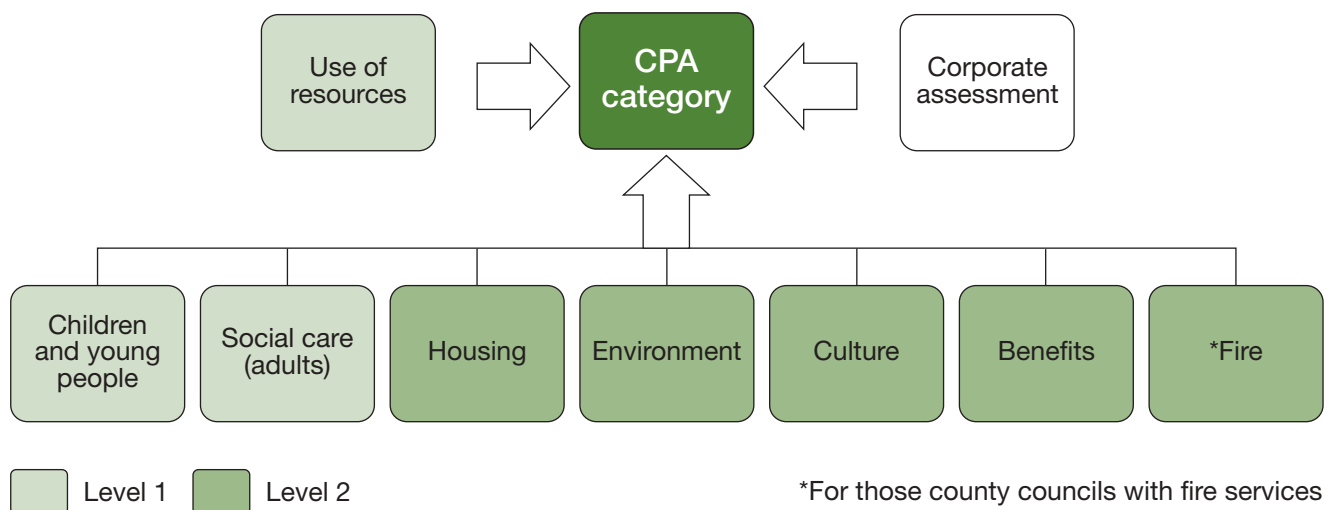 Use of
resources
CPA
category
Corporate
assessment
Children
and young
people
Social care
(adults)
Housing
Environment
Culture
Benefits
*Fire
Level 1
Level 2
*For those county councils with fire services